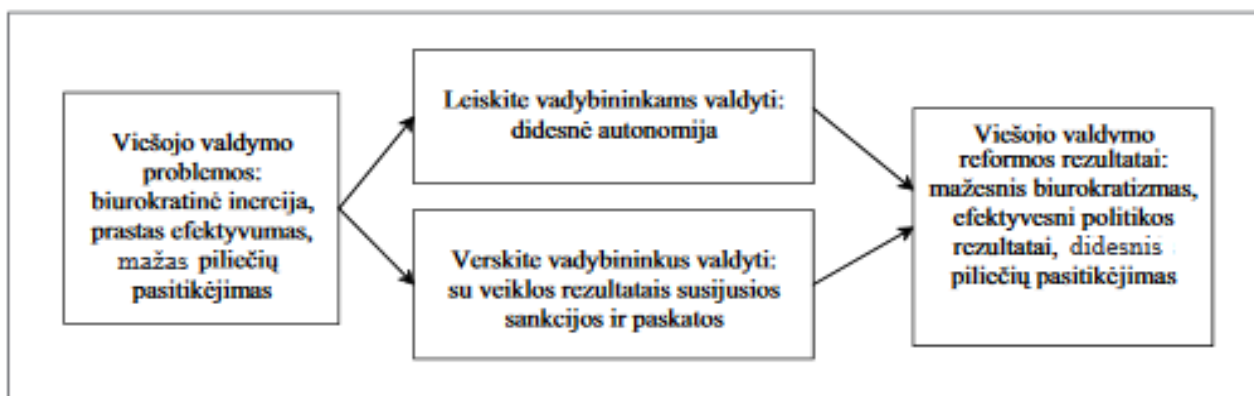 Viešojo valdymo
problemos:
biurokratinė inercija,
prastas efektyvumas,
mažas piliečių
pasitikėjimas
Leiskite vadybininkams valdyti:
didesnė autonomija
Verskite vadybininkus valdyti:
su veiklos rezultatais susijusios
sankcijos ir paskatos
Viešojo valdymo
reformos rezultatai:
mažesnis biurokratizmas,
efektyvesni politikos
rezultatai, didesnis
piliečių pasitikėjimas